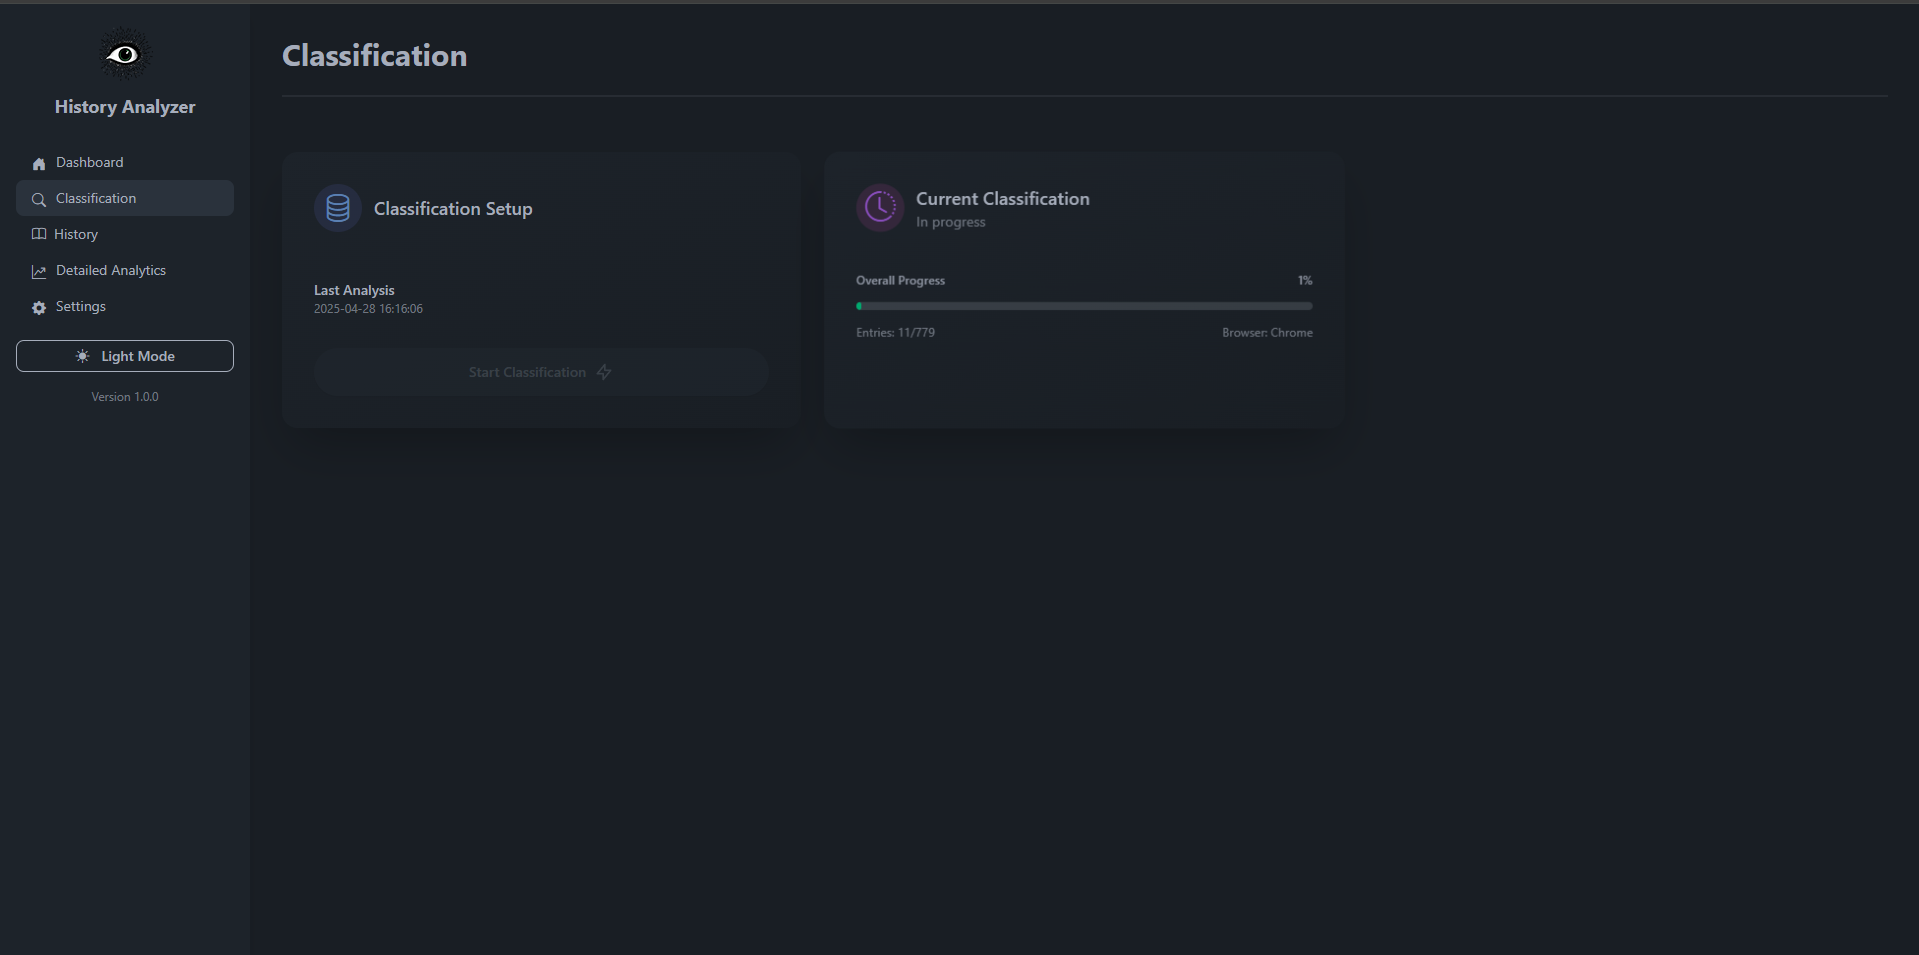 History Analyzer
Dashboard
Classification
History
Detailed Analytics
Settings
Light Mode
Version 1.0.0
Classification
Classification Setup
Last Analysis
2025-04-28 16:16:06
Start Classification
Current Classification
In progress
Overall Progress 1%
Entries: 11/779 Browser: Chrome